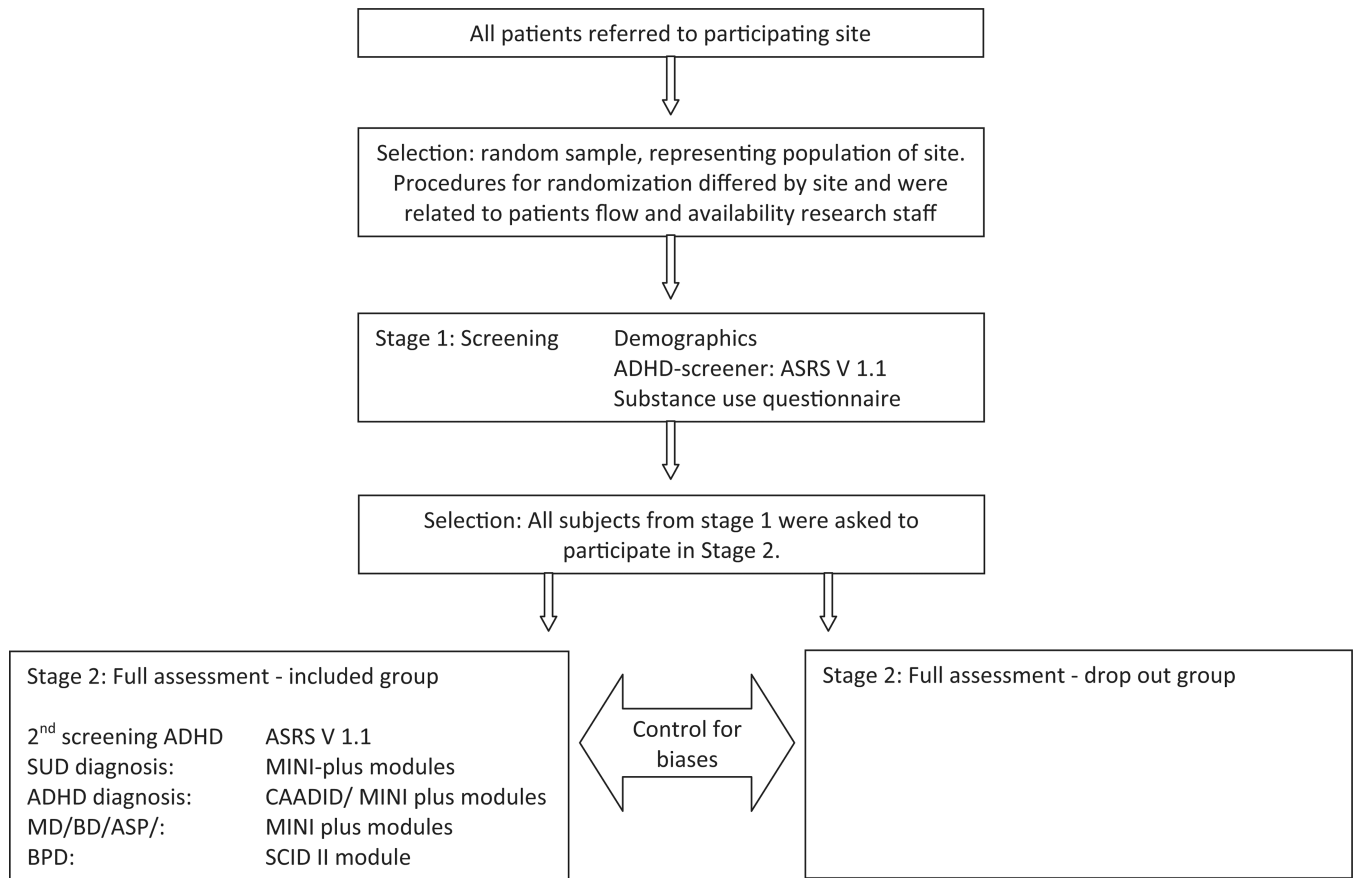 All patients referred to participating site
Selection: random sample, representing population of site.
Procedures for randomization differed by site and were
related to patients flow and availability research staff
Stage 1: Screening Demographics
ADHD-screener: ASRS V 1.1
Substance use questionnaire
Selection: All subjects from stage 1 were asked to
participate in Stage 2.
Stage 2: Full assessment - included group
2nd screening ADHD ASRS V 1.1
SUD diagnosis: MINI-plus modules
ADHD diagnosis: CAADID/ MINI plus modules
MD/BD/ASP/: MINI plus modules
BPD: SCID II module
Control for
biases
Stage 2: Full assessment - drop out group